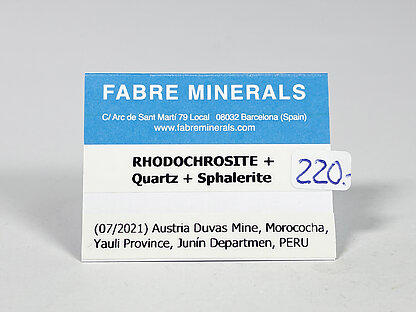 FABRE MINERALS
C/ Arc de Sant Martí 79 Local 08032 Barcelona (Spain)
www.fabreminerals.com
RHODOCHROSITE +
Quartz + Sphalerite
220.-
(07/2021) Austria Duvas Mine, Morococha,
Yauli Province, Junín Departmen, PERU